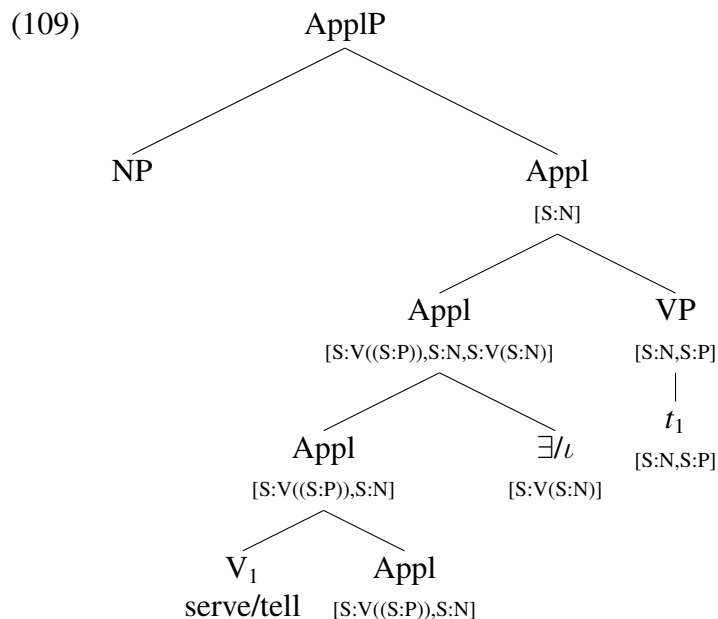 (109) ApplP
NP Appl
[S:N]
Appl VP
[S:V((S:P)),S:N,S:V(S:N)] [S:N,S:P]
Appl ∃/ι t₁
[S:V((S:P)),S:N] [S:V(S:N)] [S:N,S:P]
V₁ Appl
serve/tell [S:V((S:P)),S:N]